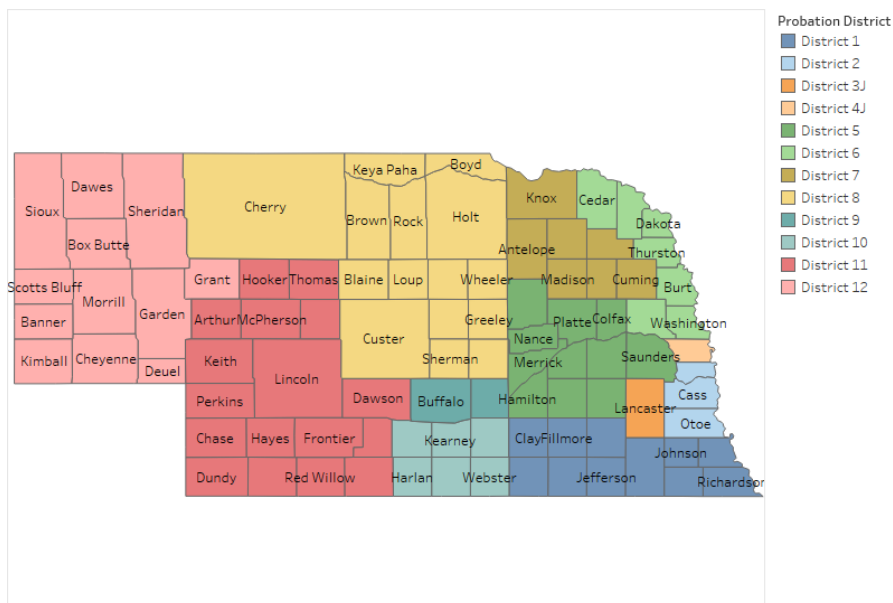 Probation District
District 1
District 2
District 3J
District 4J
District 5
District 6
District 7
District 8
District 9
District 10
District 11
District 12
Boyd
Keya Paha
Dawes
Knox
Cedar
Sioux
Sheridan
Cherry
Brown
Rock
Holt
Dakota
Box Butte
Antelope
Thurston
Scotts Bluff
Grant
Hooker
Thomas
Blaine
Loup
Wheeler
Madison
Cuming
Burt
Morrill
Garden
Banner
Arthur
McPherson
Greeley
Platte
Colfax
Washington
Custer
Nance
Kimball
Cheyenne
Deuel
Keith
Lincoln
Sherman
Merrick
Saunders
Perkins
Dawson
Buffalo
Hamilton
Lancaster
Cass
Otoe
Chase
Hayes
Frontier
Kearney
Clay
Fillmore
Johnson
Dundy
Red Willow
Harlan
Webster
Jefferson
Richardson